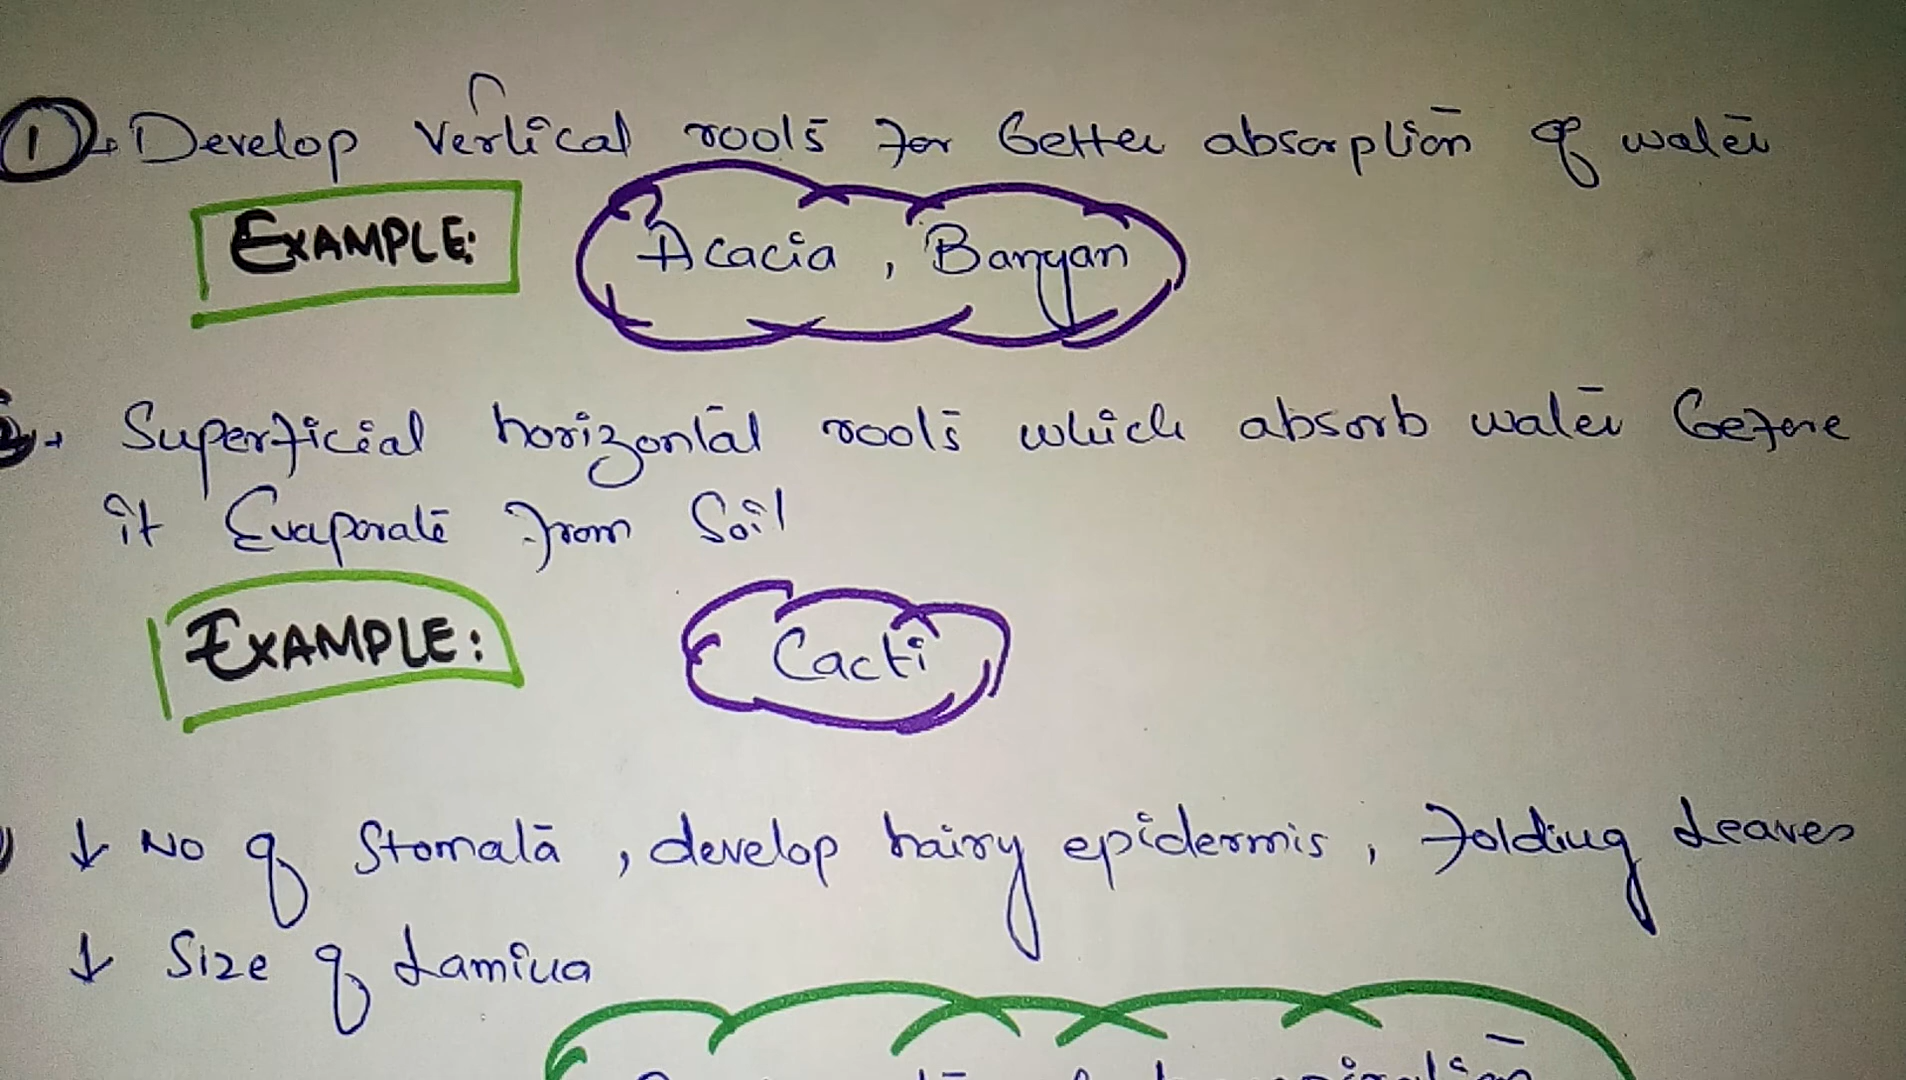 1. Develop vertical roots for better absorption of water
EXAMPLE: Acacia, Banyan
2. Superficial horizontal roots which absorb water before
it Evaporate from Soil
EXAMPLE: Cacti
↓ No of Stomata, develop hairy epidermis, folding leaves
↓ Size of Lamina